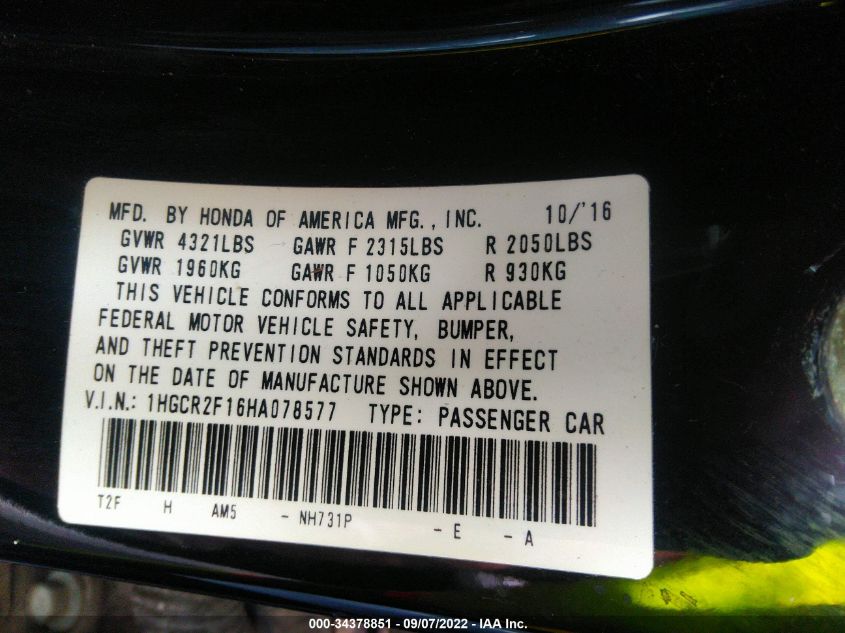 MFD. BY HONDA OF AMERICA MFG., INC. 10/'16
GVWR 4321LBS GAWR F 2315LBS R 2050LBS
GVWR 1960KG GAWR F 1050KG R 930KG
THIS VEHICLE CONFORMS TO ALL APPLICABLE
FEDERAL MOTOR VEHICLE SAFETY, BUMPER,
AND THEFT PREVENTION STANDARDS IN EFFECT
ON THE DATE OF MANUFACTURE SHOWN ABOVE.
V.I.N.: 1HGCR2F16HA078577 TYPE: PASSENGER CAR
T2F H AM5 - NH731P - E - A
000-34378851 - 09/07/2022 - IAA Inc.